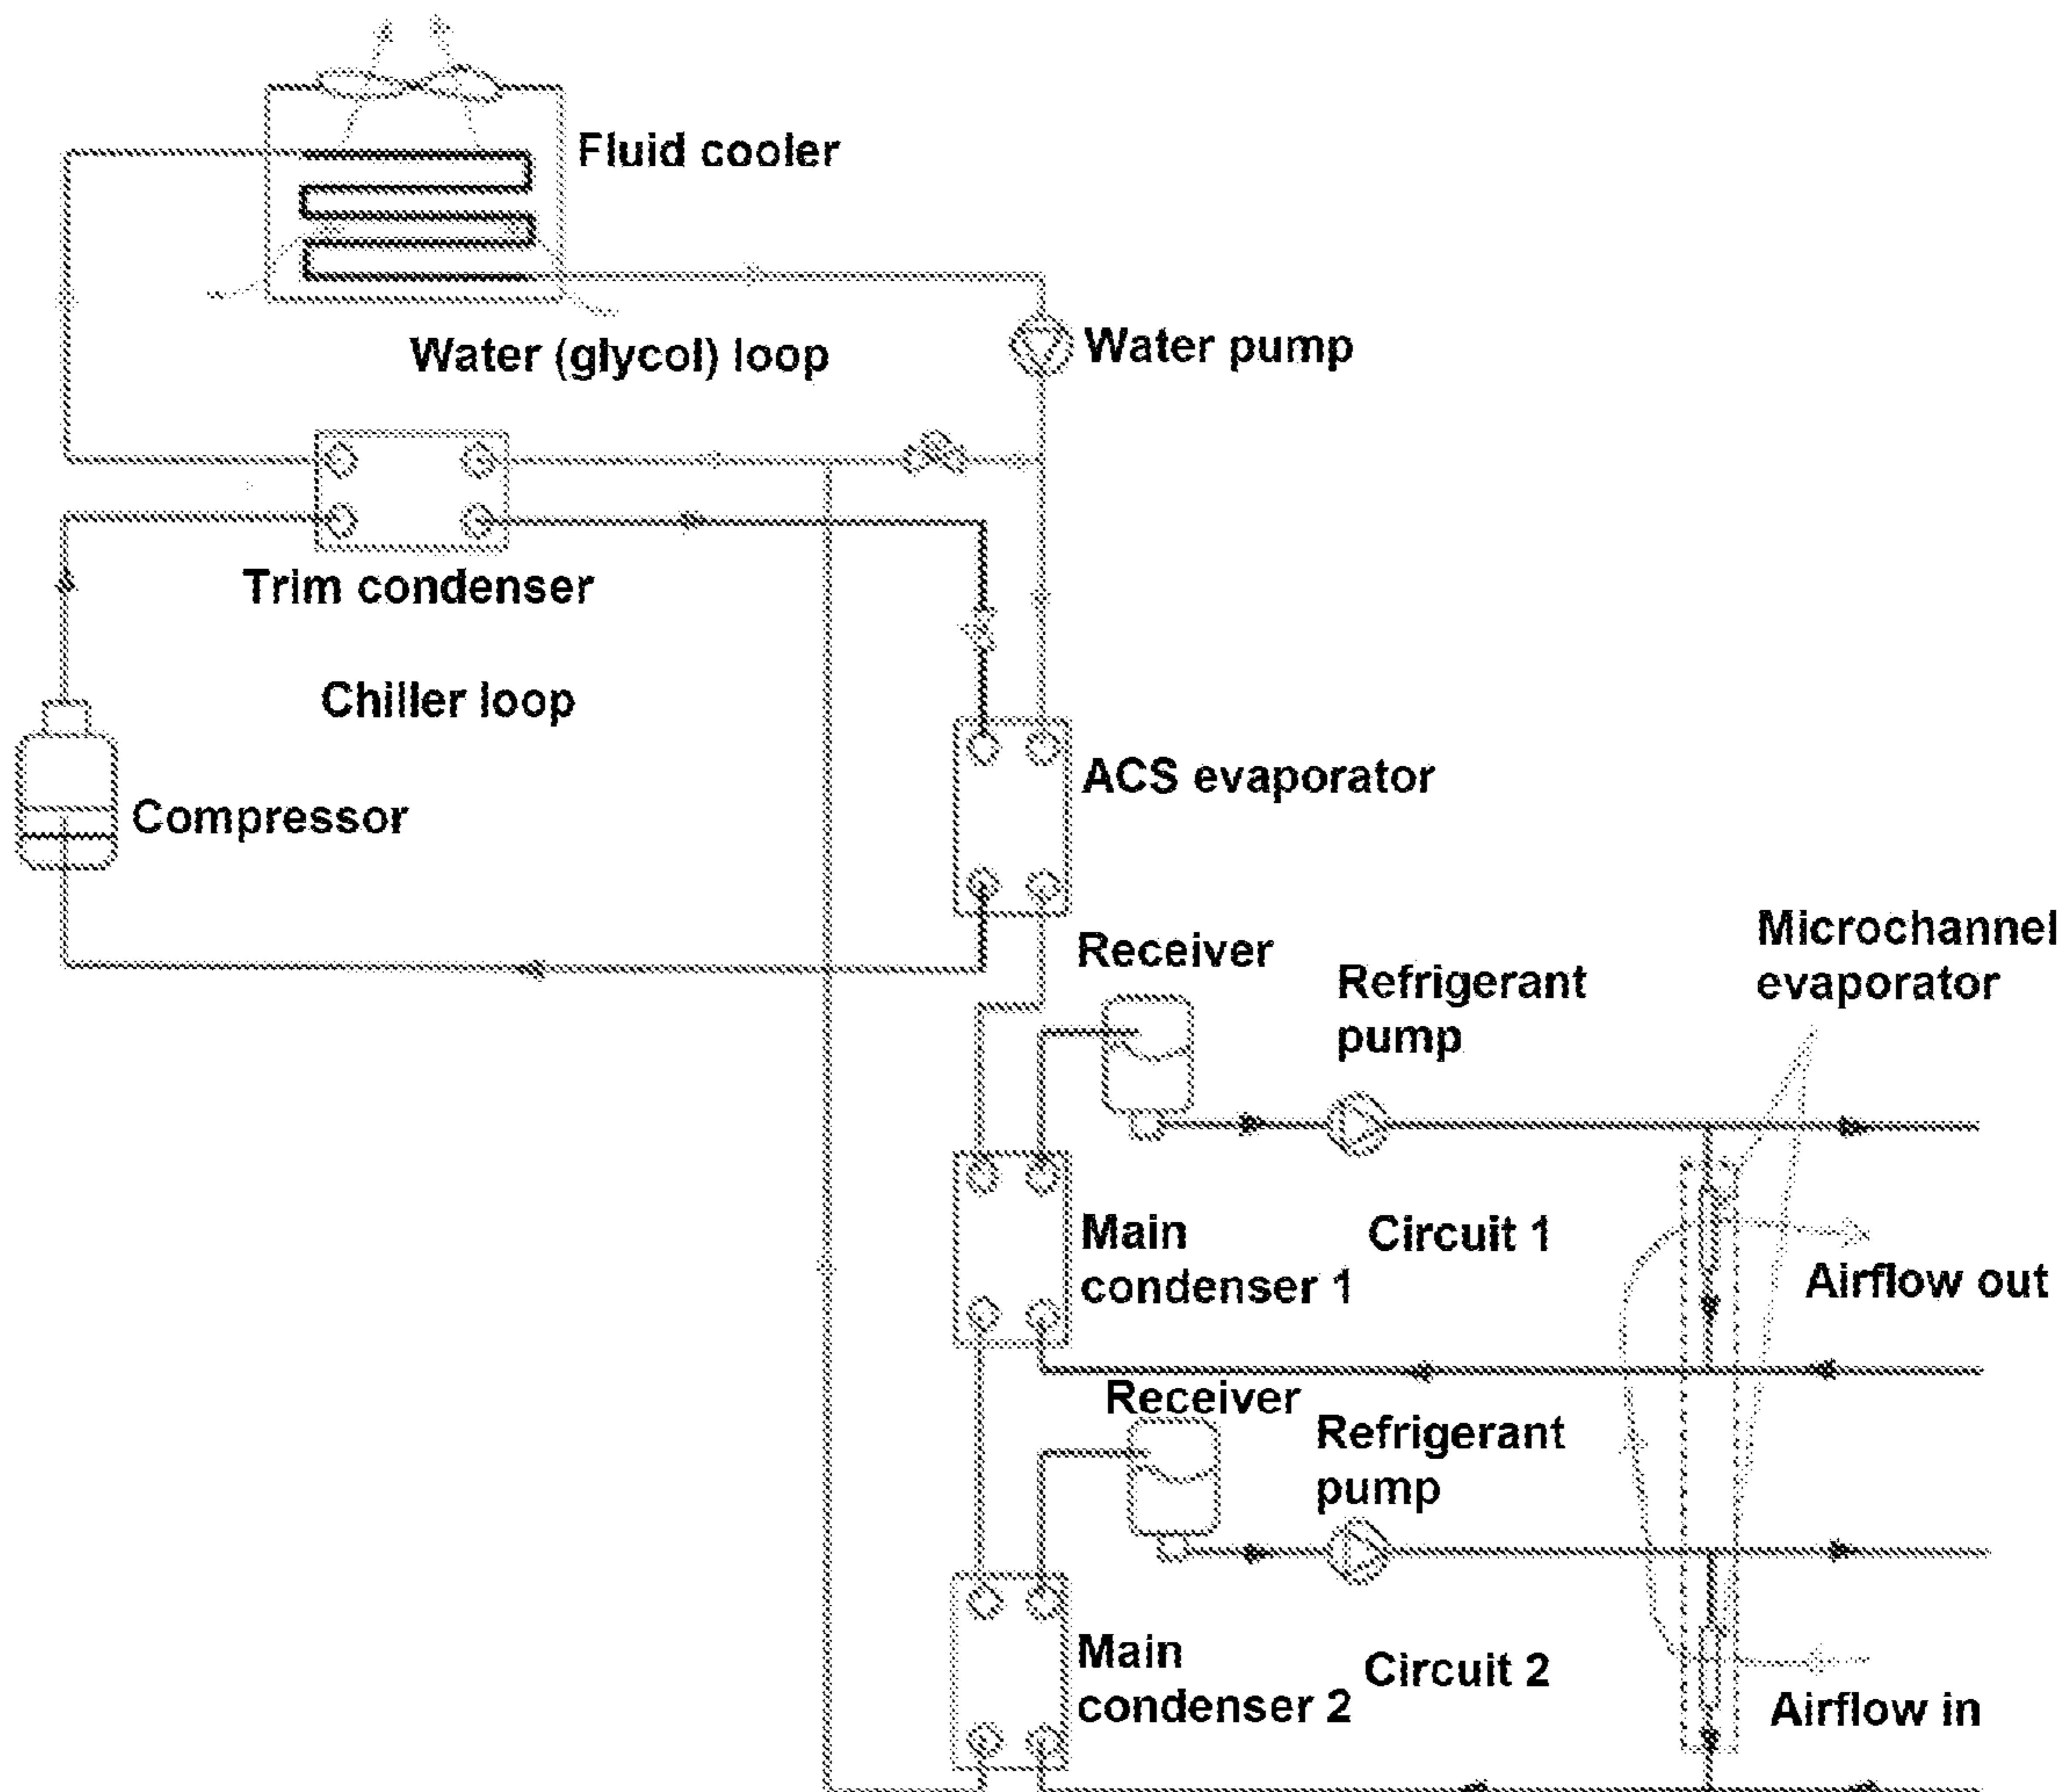 Fluid cooler
Water (glycol) loop
Water pump
Trim condenser
Chiller loop
ACS evaporator
Compressor
Microchannel
evaporator
Receiver
Refrigerant
pump
Main
condenser 1
Circuit 1
Airflow out
Receiver
Refrigerant
pump
Main
condenser 2
Circuit 2
Airflow in